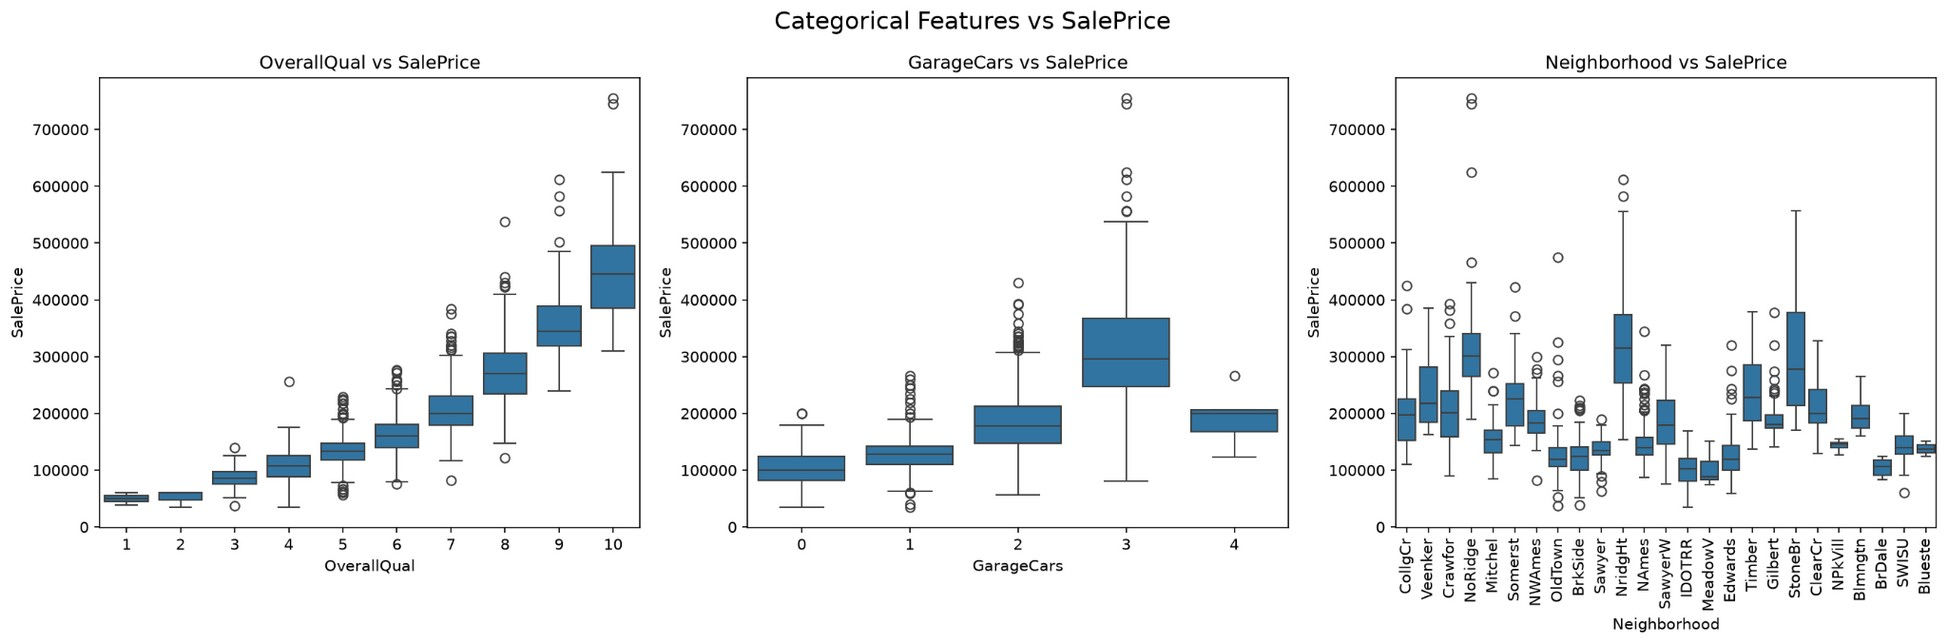 Categorical Features vs SalePrice
OverallQual vs SalePrice
SalePrice
700000
600000
500000
400000
300000
200000
100000
0
1 2 3 4 5 6 7 8 9 10
OverallQual
GarageCars vs SalePrice
SalePrice
700000
600000
500000
400000
300000
200000
100000
0
0 1 2 3 4
GarageCars
Neighborhood vs SalePrice
SalePrice
700000
600000
500000
400000
300000
200000
100000
0
CollgCr
Veenker
Crawfor
NoRidge
Mitchel
Somerst
NWAmes
OldTown
BrkSide
Sawyer
NridgHt
NAmes
SawyerW
IDOTRR
MeadowV
Edwards
Timber
Gilbert
StoneBr
ClearCr
NPkVill
Blmngtn
BrDale
SWISU
Blueste
Neighborhood